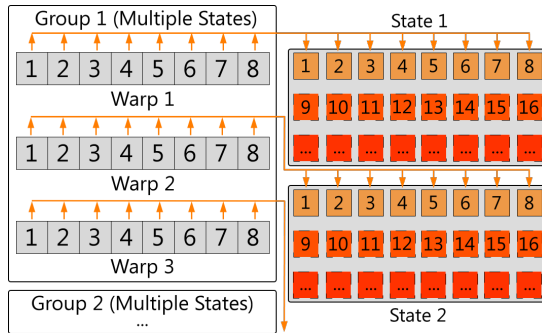 Group 1 (Multiple States)
1 2 3 4 5 6 7 8
Warp 1
1 2 3 4 5 6 7 8
Warp 2
1 2 3 4 5 6 7 8
Warp 3
Group 2 (Multiple States)
...
State 1
1 2 3 4 5 6 7 8
9 10 11 12 13 14 15 16
... ... ... ... ... ... ... ...
1 2 3 4 5 6 7 8
9 10 11 12 13 14 15 16
... ... ... ... ... ... ... ...
State 2